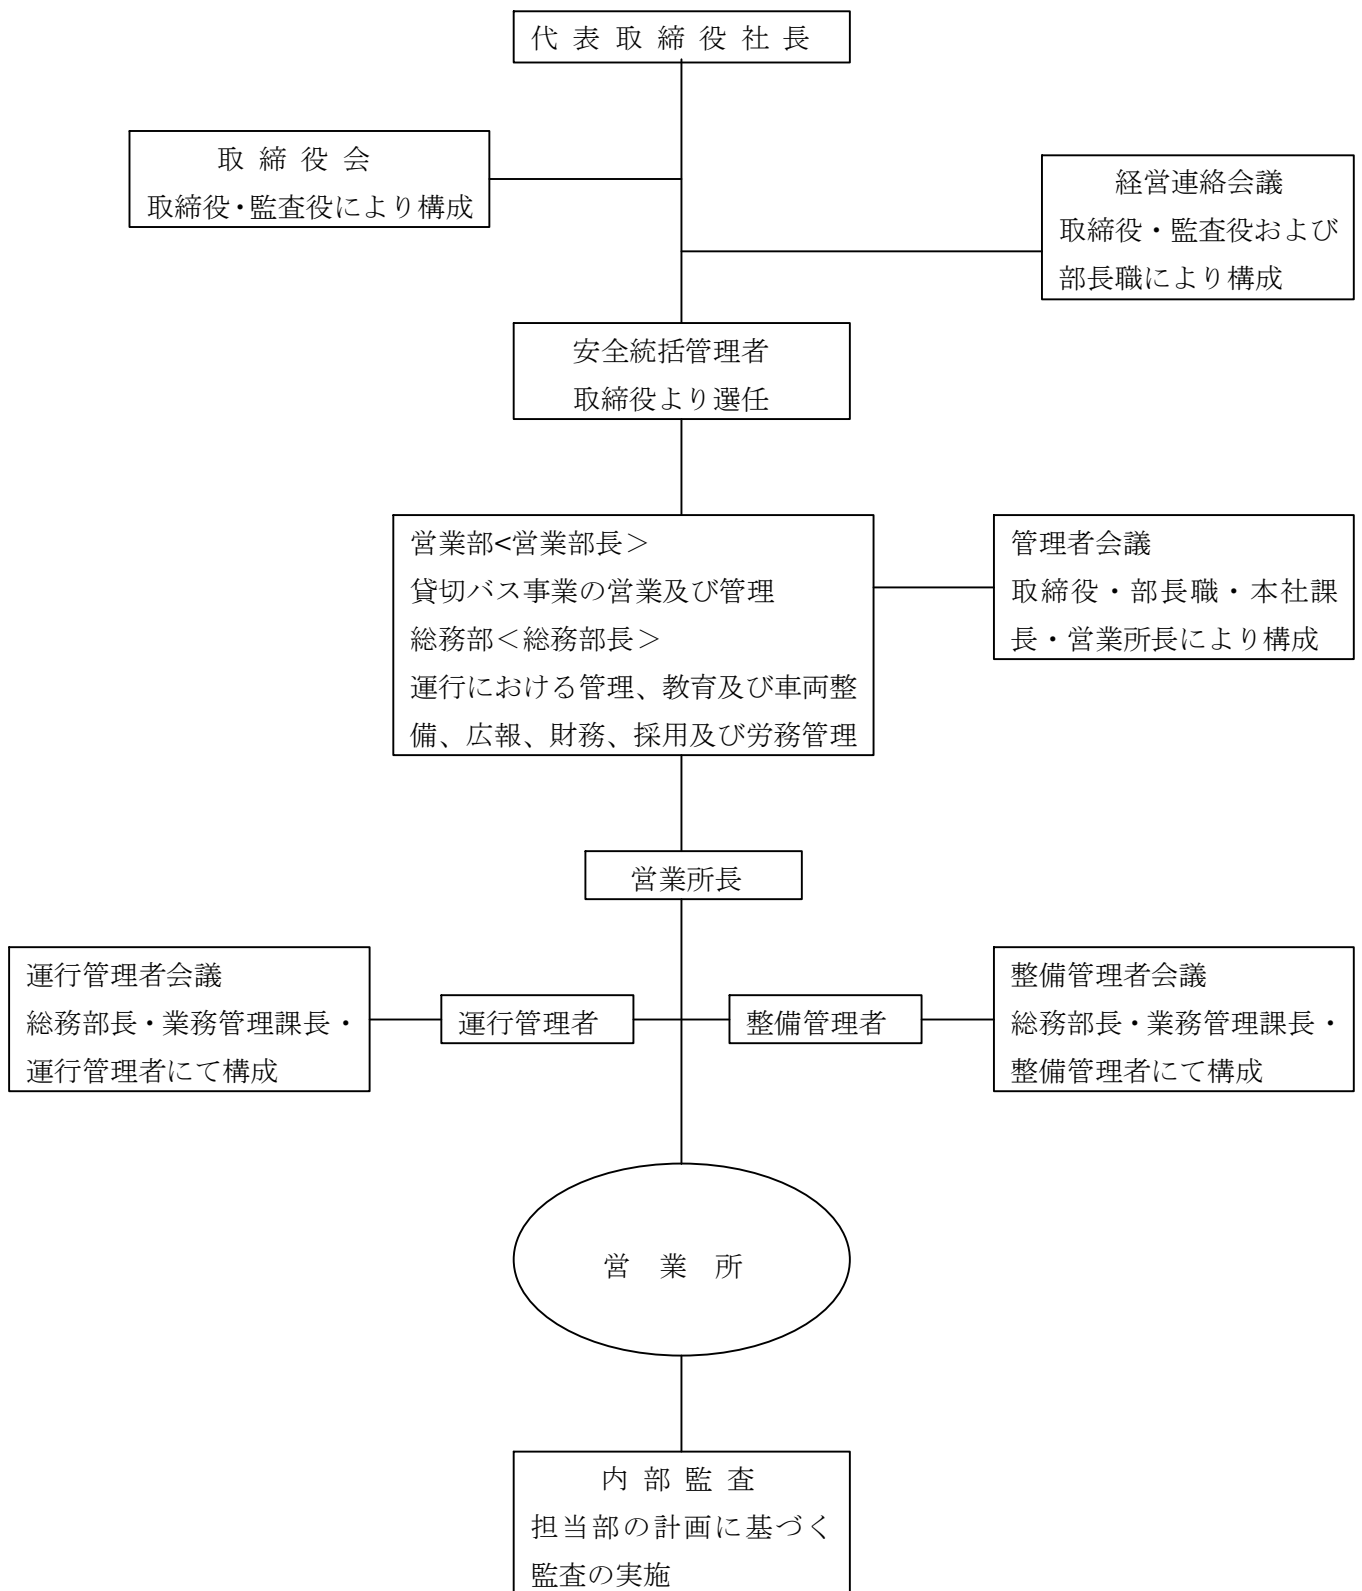 代表取締役社長
取締役会
取締役・監査役により構成
経営連絡会議
取締役・監査役および
部長職により構成
安全統括管理者
取締役より選任
営業部<営業部長＞
貸切バス事業の営業及び管理
総務部＜総務部長＞
運行における管理、教育及び車両整
備、広報、財務、採用及び労務管理
管理者会議
取締役・部長職・本社課
長・営業所長により構成
営業所長
運行管理者会議
総務部長・業務管理課長・
運行管理者にて構成
運行管理者
整備管理者
整備管理者会議
総務部長・業務管理課長・
整備管理者にて構成
営業所
内部監査
担当部の計画に基づく
監査の実施